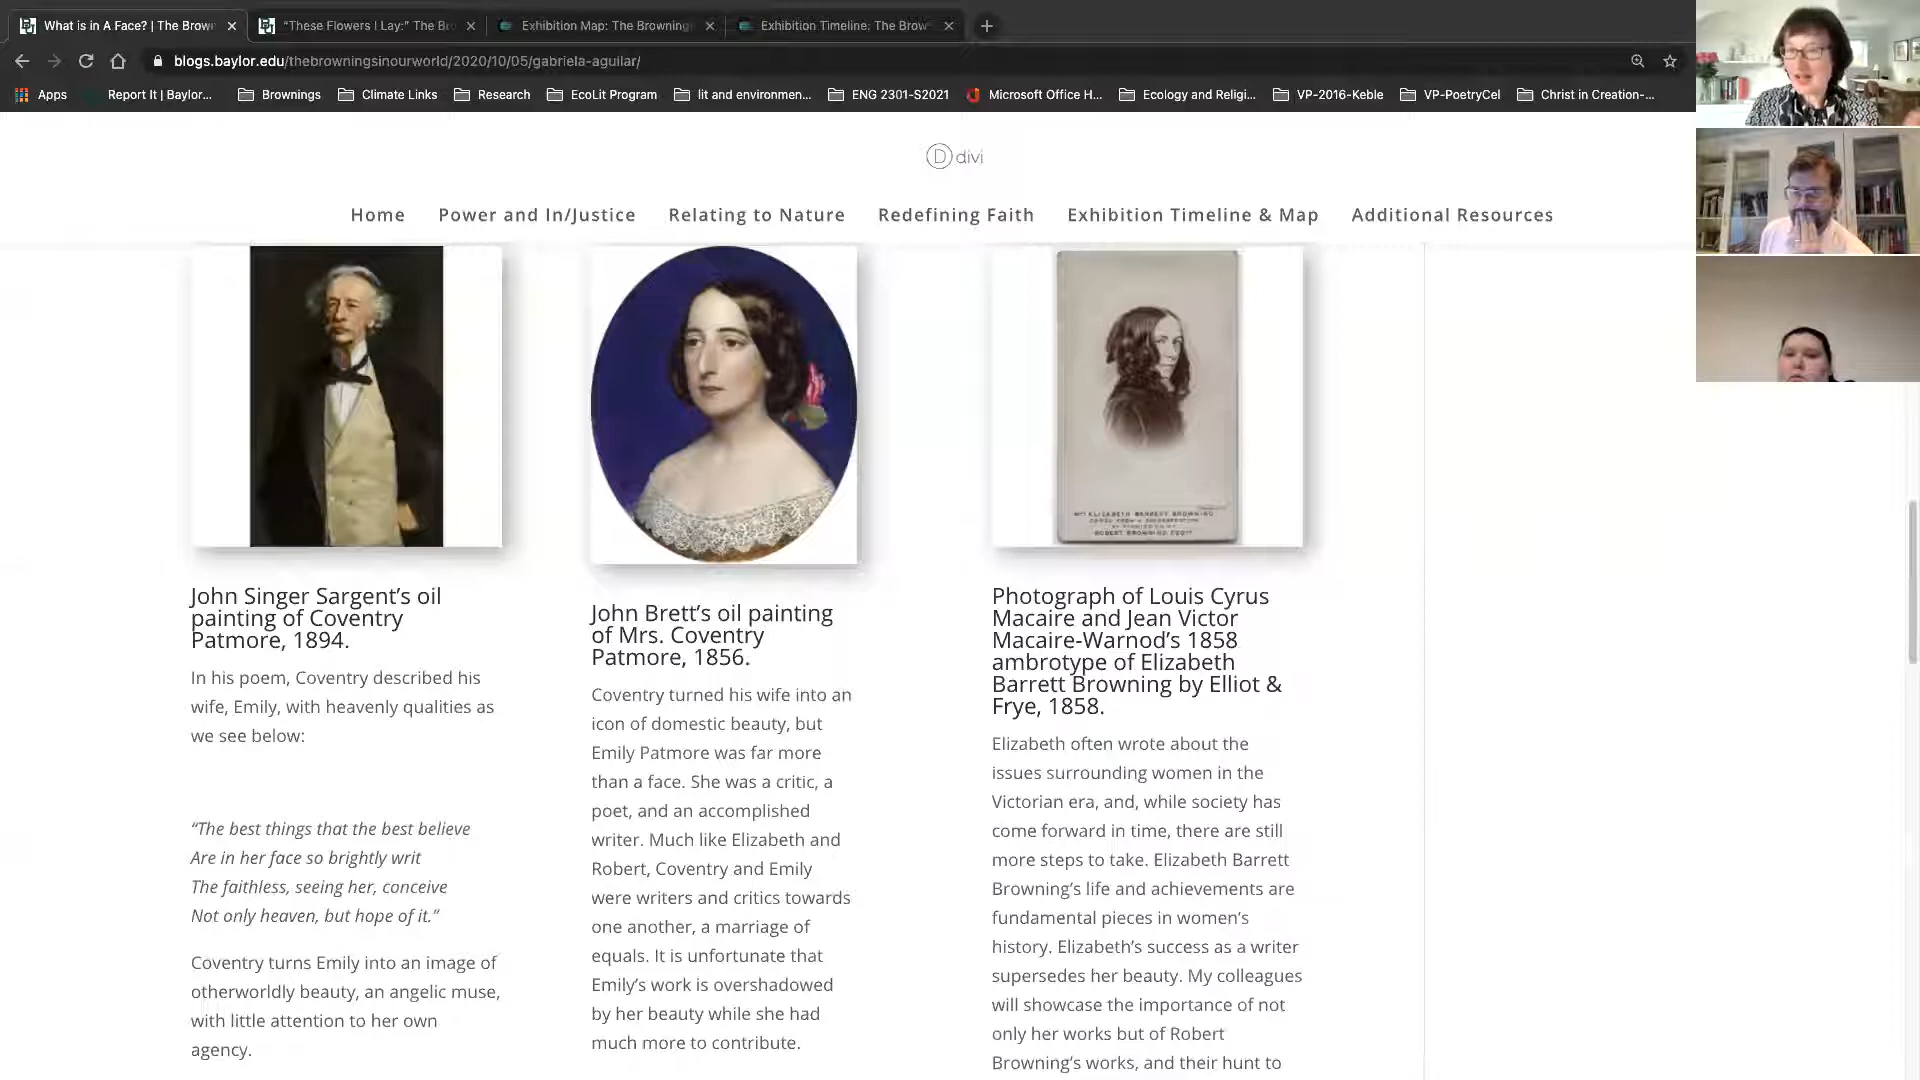 What is in A Face? | The Brown
"These Flowers I Lay:" The Bro
Exhibition Map: The Browning
Exhibition Timeline: The Brow
blogs.baylor.edu/thebrowningsinourworld/2020/10/05/gabriela-aguilar/
Apps
Report It | Baylor...
Brownings
Climate Links
Research
EcoLit Program
lit and environmen...
ENG 2301-S2021
Microsoft Office H...
Ecology and Religi...
VP-2016-Keble
VP-PoetryCel
Christ in Creation-...
D divi
Home
Power and In/Justice
Relating to Nature
Redefining Faith
Exhibition Timeline & Map
Additional Resources
John Singer Sargent’s oil
painting of Coventry
Patmore, 1894.
In his poem, Coventry described his
wife, Emily, with heavenly qualities as
we see below:
“The best things that the best believe
Are in her face so brightly writ
The faithless, seeing her, conceive
Not only heaven, but hope of it.”
Coventry turns Emily into an image of
otherworldly beauty, an angelic muse,
with little attention to her own
agency.
John Brett’s oil painting
of Mrs. Coventry
Patmore, 1856.
Coventry turned his wife into an
icon of domestic beauty, but
Emily Patmore was far more
than a face. She was a critic, a
poet, and an accomplished
writer. Much like Elizabeth and
Robert, Coventry and Emily
were writers and critics towards
one another, a marriage of
equals. It is unfortunate that
Emily’s work is overshadowed
by her beauty while she had
much more to contribute.
MRS ELIZABETH BARRETT BROWNING
ROBERT BROWNING ESQRE
Photograph of Louis Cyrus
Macaire and Jean Victor
Macaire-Warnod’s 1858
ambrotype of Elizabeth
Barrett Browning by Elliot &
Frye, 1858.
Elizabeth often wrote about the
issues surrounding women in the
Victorian era, and, while society has
come forward in time, there are still
more steps to take. Elizabeth Barrett
Browning’s life and achievements are
fundamental pieces in women’s
history. Elizabeth’s success as a writer
supersedes her beauty. My colleagues
will showcase the importance of not
only her works but of Robert
Browning’s works, and their hunt to